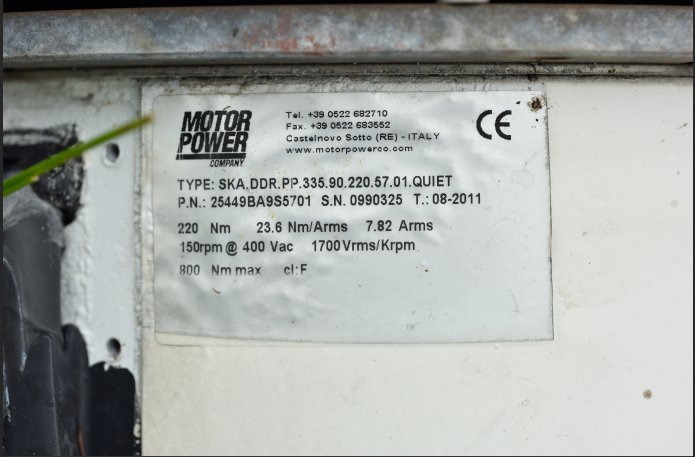 MOTOR
POWER
COMPANY
Tel. +39 0522 682710
Fax. +39 0522 683552
Castelnovo Sotto (RE) - ITALY
www.motorpowerco.com
CE
TYPE: SKA.DDR.PP.335.90.220.57.01.QUIET
P.N.: 25449BA9S5701 S.N. 0990325 T.: 08-2011
220 Nm 23.6 Nm/Arms 7.82 Arms
150rpm @ 400 Vac 1700Vrms/Krpm
800 Nm max cl:F